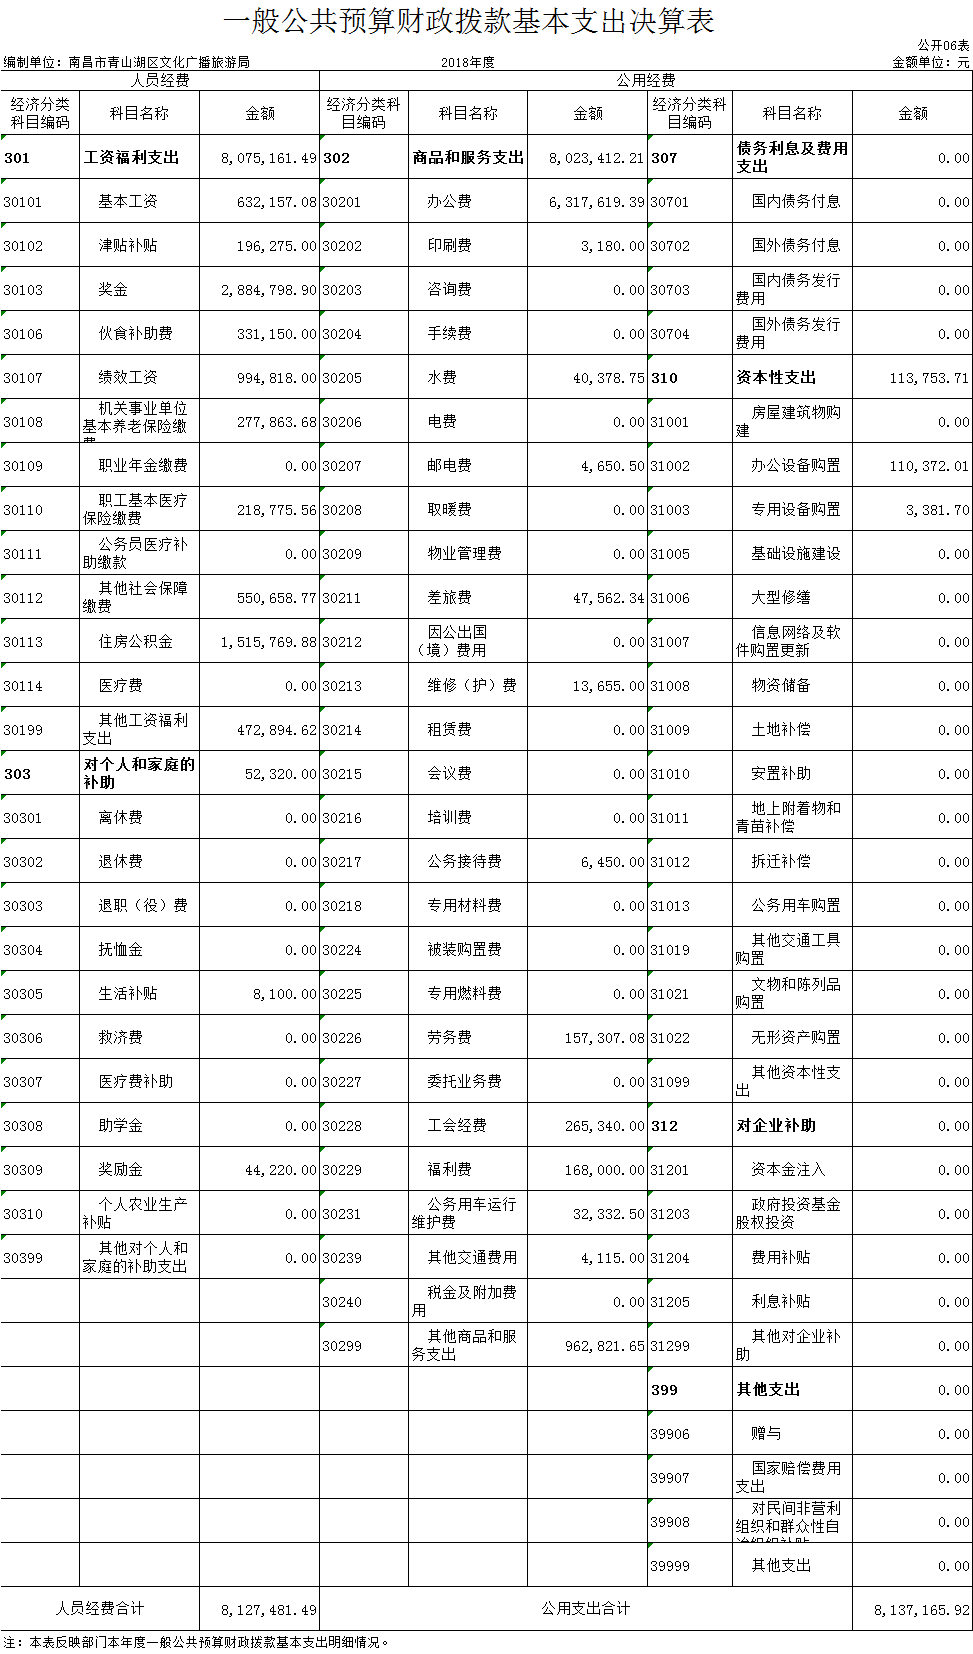 一般公共预算财政拨款基本支出决算表
公开06表
编制单位：南昌市青山湖区文化广播旅游局 2018年度 金额单位：元
人员经费 公用经费
经济分类科目编码 科目名称 金额 经济分类科目编码 科目名称 金额 经济分类科目编码 科目名称 金额
301 工资福利支出 8,075,161.49 302 商品和服务支出 8,023,412.21 307 债务利息及费用支出 0.00
30101 基本工资 632,157.08 30201 办公费 6,317,619.39 30701 国内债务付息 0.00
30102 津贴补贴 196,275.00 30202 印刷费 3,180.00 30702 国外债务付息 0.00
30103 奖金 2,884,798.90 30203 咨询费 0.00 30703 国内债务发行费用 0.00
30106 伙食补助费 331,150.00 30204 手续费 0.00 30704 国外债务发行费用 0.00
30107 绩效工资 994,818.00 30205 水费 40,378.75 310 资本性支出 113,753.71
30108 机关事业单位基本养老保险缴费 277,863.68 30206 电费 0.00 31001 房屋建筑物购建 0.00
30109 职业年金缴费 0.00 30207 邮电费 4,650.50 31002 办公设备购置 110,372.01
30110 职工基本医疗保险缴费 218,775.56 30208 取暖费 0.00 31003 专用设备购置 3,381.70
30111 公务员医疗补助缴款 0.00 30209 物业管理费 0.00 31005 基础设施建设 0.00
30112 其他社会保障缴费 550,658.77 30211 差旅费 47,562.34 31006 大型修缮 0.00
30113 住房公积金 1,515,769.88 30212 因公出国（境）费用 0.00 31007 信息网络及软件购置更新 0.00
30114 医疗费 0.00 30213 维修（护）费 13,655.00 31008 物资储备 0.00
30199 其他工资福利支出 472,894.62 30214 租赁费 0.00 31009 土地补偿 0.00
303 对个人和家庭的补助 52,320.00 30215 会议费 0.00 31010 安置补助 0.00
30301 离休费 0.00 30216 培训费 0.00 31011 地上附着物和青苗补偿 0.00
30302 退休费 0.00 30217 公务接待费 6,450.00 31012 拆迁补偿 0.00
30303 退职（役）费 0.00 30218 专用材料费 0.00 31013 公务用车购置 0.00
30304 抚恤金 0.00 30224 被装购置费 0.00 31019 其他交通工具购置 0.00
30305 生活补贴 8,100.00 30225 专用燃料费 0.00 31021 文物和陈列品购置 0.00
30306 救济费 0.00 30226 劳务费 157,307.08 31022 无形资产购置 0.00
30307 医疗费补助 0.00 30227 委托业务费 0.00 31099 其他资本性支出 0.00
30308 助学金 0.00 30228 工会经费 265,340.00 312 对企业补助 0.00
30309 奖励金 44,220.00 30229 福利费 168,000.00 31201 资本金注入 0.00
30310 个人农业生产补贴 0.00 30231 公务用车运行维护费 32,332.50 31203 政府投资基金股权投资 0.00
30399 其他对个人和家庭的补助支出 0.00 30239 其他交通费用 4,115.00 31204 费用补贴 0.00
30240 税金及附加费用 0.00 31205 利息补贴 0.00
30299 其他商品和服务支出 962,821.65 31299 其他对企业补助 0.00
399 其他支出 0.00
39906 赠与 0.00
39907 国家赔偿费用支出 0.00
39908 对民间非营利组织和群众性自治组织补贴 0.00
39999 其他支出 0.00
人员经费合计 8,127,481.49 公用支出合计 8,137,165.92
注：本表反映部门本年度一般公共预算财政拨款基本支出明细情况。